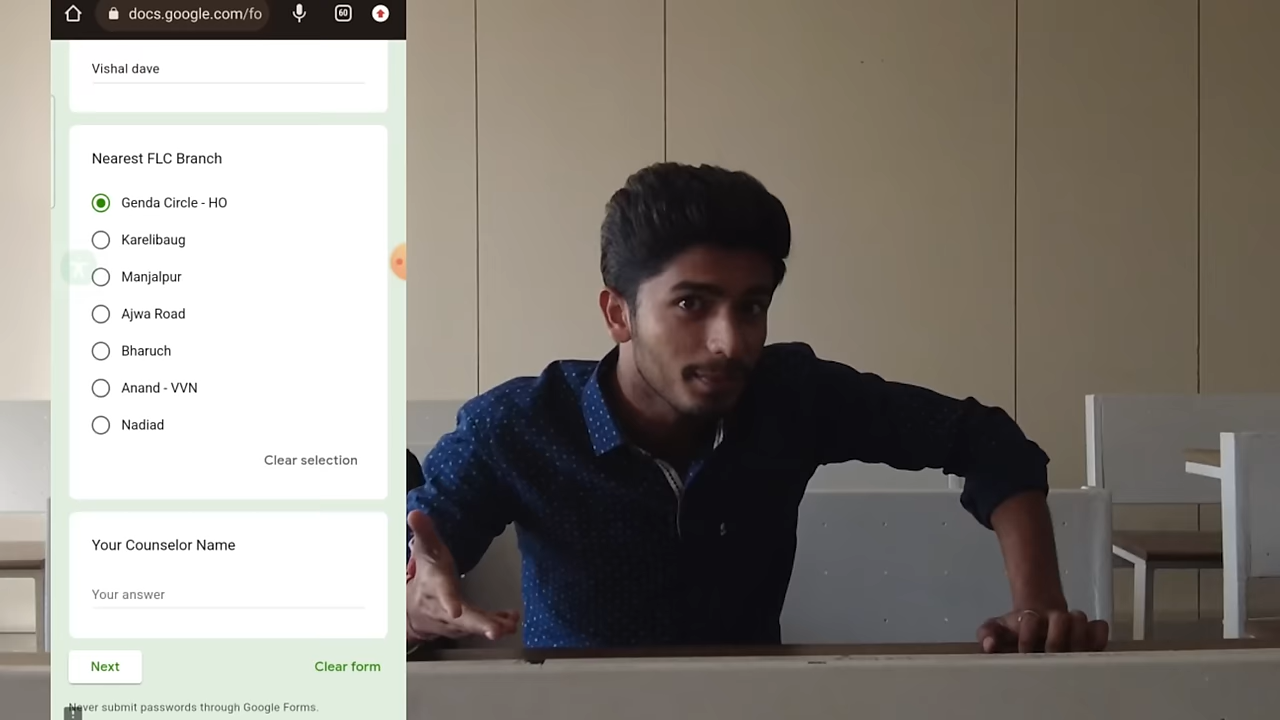 docs.google.com/fo
60
Vishal dave
Nearest FLC Branch
Genda Circle - HO
Karelibaug
Manjalpur
Ajwa Road
Bharuch
Anand - VVN
Nadiad
Clear selection
Your Counselor Name
Your answer
Next
Clear form
Never submit passwords through Google Forms.